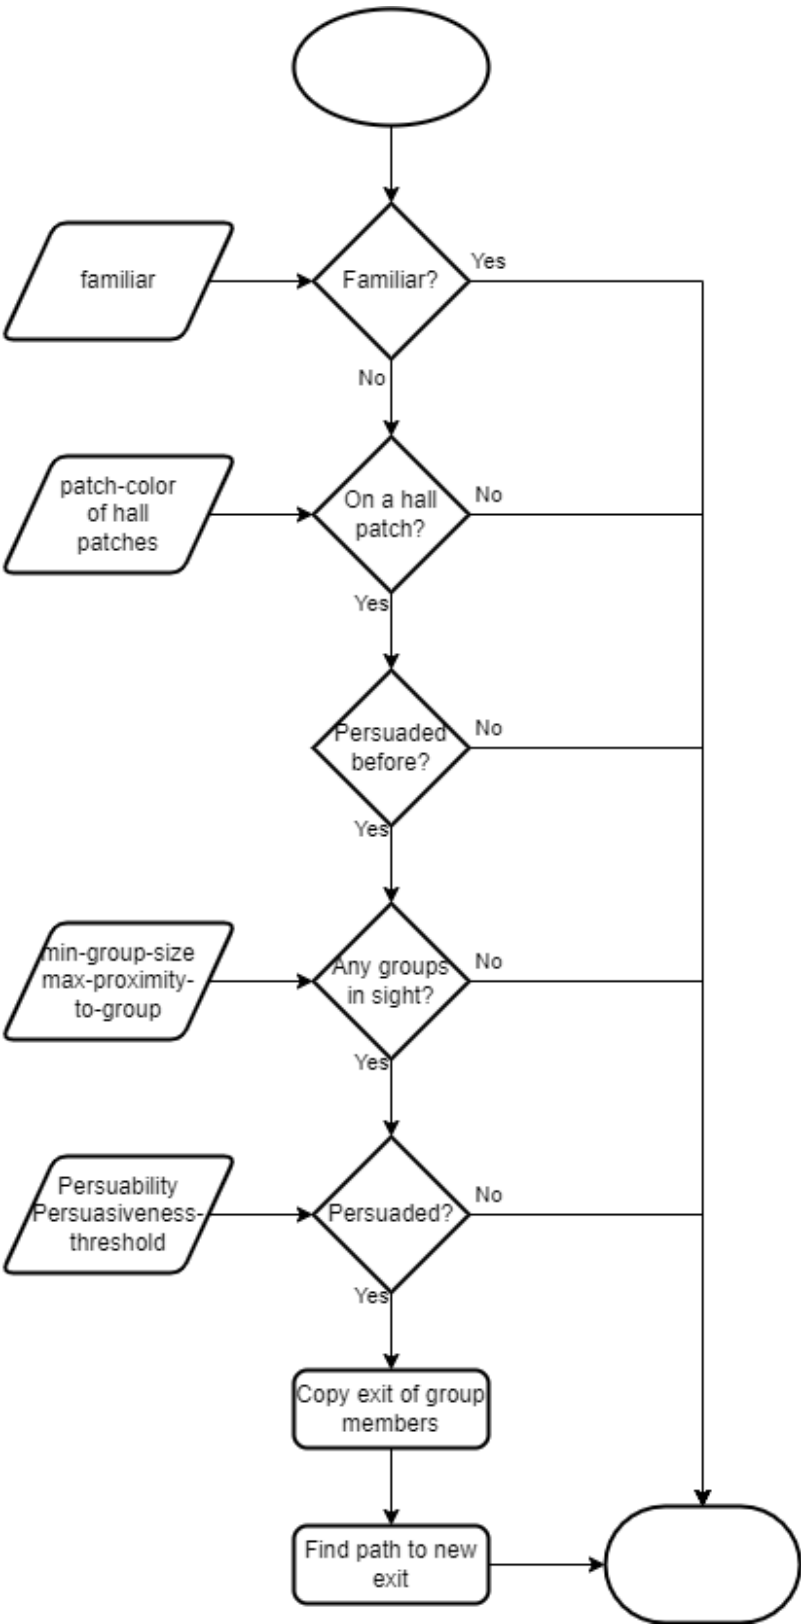 familiar
Familiar?
Yes
No
patch-color
of hall
patches
On a hall
patch?
No
Yes
Persuaded
before?
No
Yes
min-group-size
max-proximity-
to-group
Any groups
in sight?
No
Yes
Persuability
Persuasiveness-
threshold
Persuaded?
No
Yes
Copy exit of group
members
Find path to new
exit